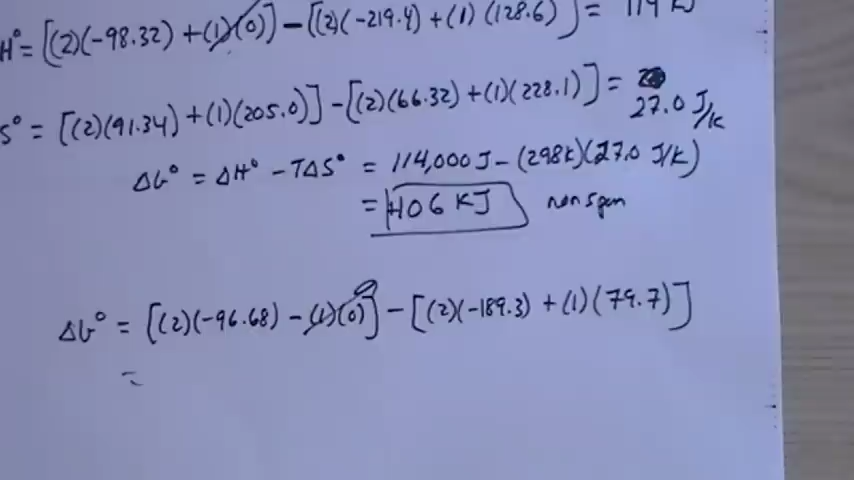 H° = [(2)(-98.32) + (1)(0)] - [(2)(-219.4) + (1)(128.6)] = 114 kJ
S° = [(2)(91.34) + (1)(205.0)] - [(2)(66.32) + (1)(228.1)] = 27.0 J/K
ΔG° = ΔH° - TΔS° = 114,000 J - (298K)(27.0 J/K)
= +106 KJ non spon
ΔG° = [(2)(-96.68) - (1)(0)] - [(2)(-189.3) + (1)(79.7)]
=